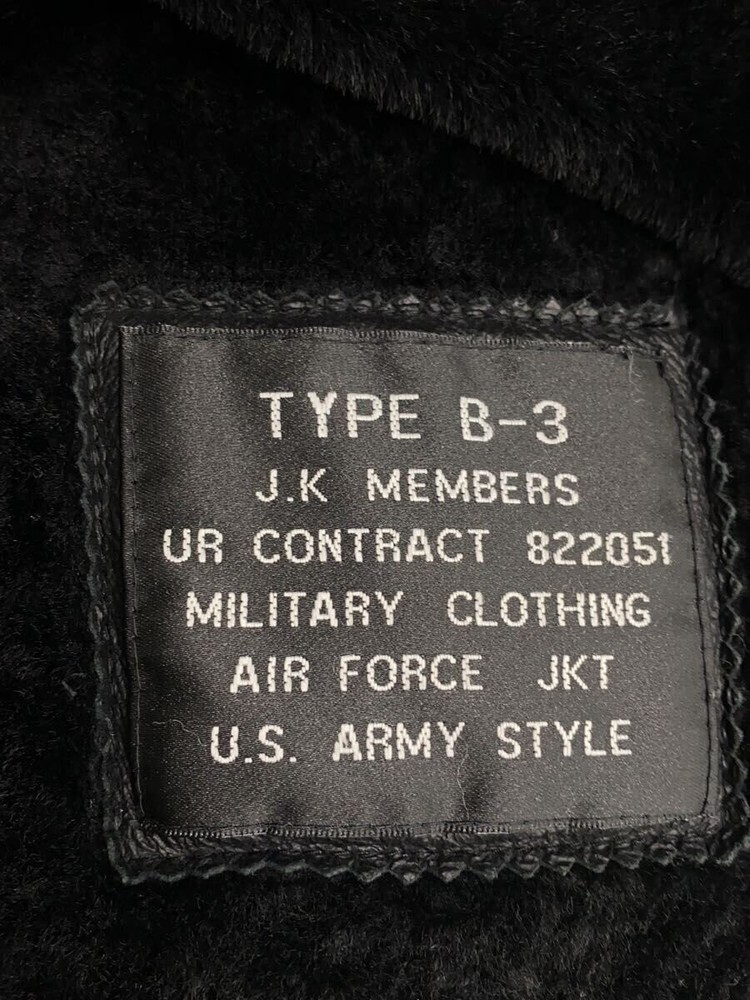 TYPE B-3
J.K MEMBERS
UR CONTRACT 822051
MILITARY CLOTHING
AIR FORCE JKT
U.S. ARMY STYLE